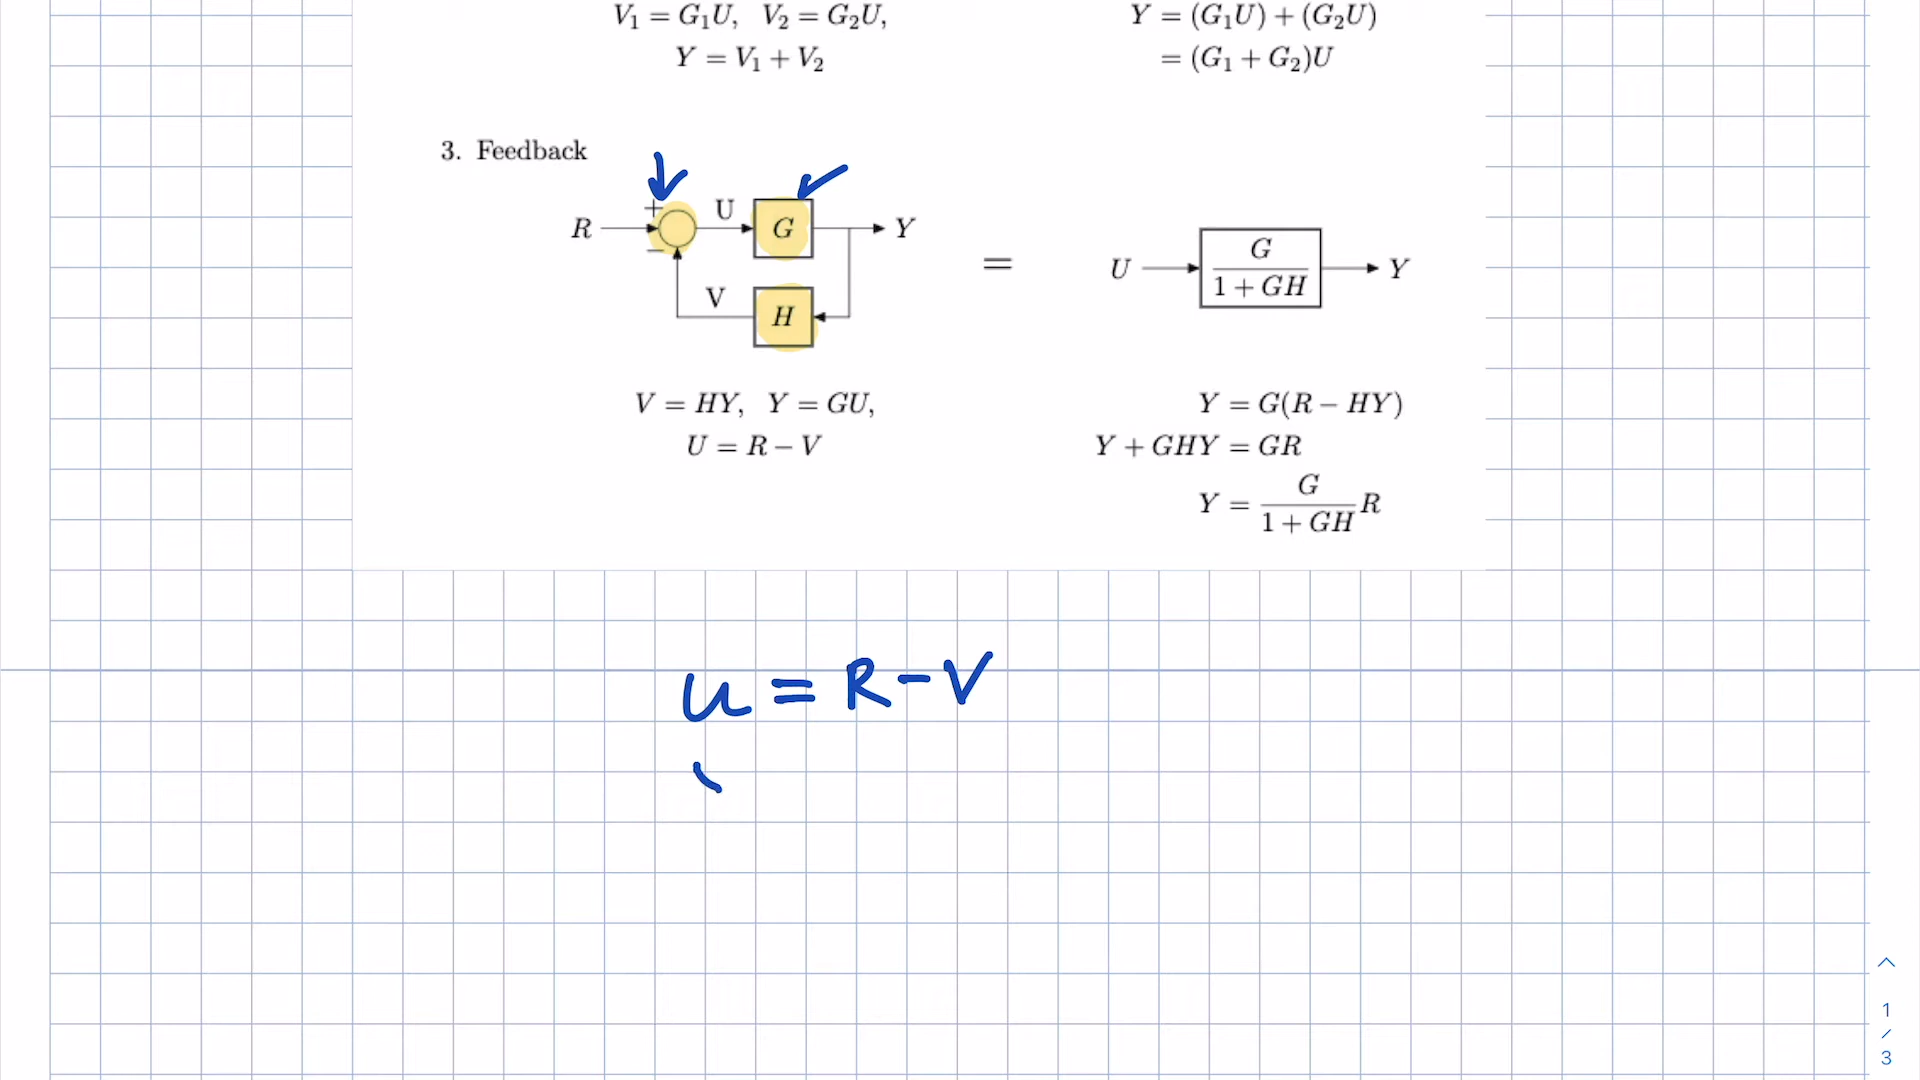 V₁ = G₁U, V₂ = G₂U,
Y = V₁ + V₂
Y = (G₁U) + (G₂U)
= (G₁ + G₂)U
3. Feedback
R + − U G Y
V H
=
U G / 1 + GH Y
V = HY, Y = GU,
U = R − V
Y = G(R − HY)
Y + GHY = GR
Y = G / 1 + GH R
u = R − V
1
/
3